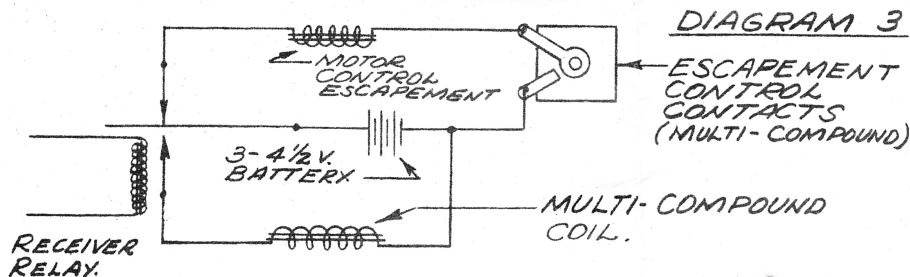 DIAGRAM 3
MOTOR
CONTROL
ESCAPEMENT
ESCAPEMENT
CONTROL
CONTACTS
(MULTI-COMPOUND)
3-4½V.
BATTERY.
MULTI-COMPOUND
COIL.
RECEIVER
RELAY.